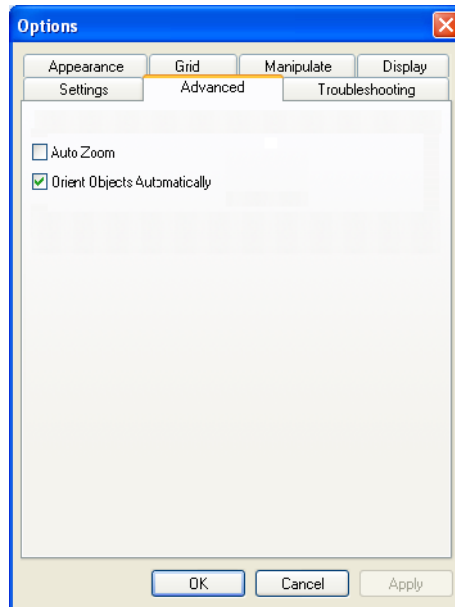 Options
Appearance Grid Manipulate Display
Settings Advanced Troubleshooting
Auto Zoom
Orient Objects Automatically
OK Cancel Apply